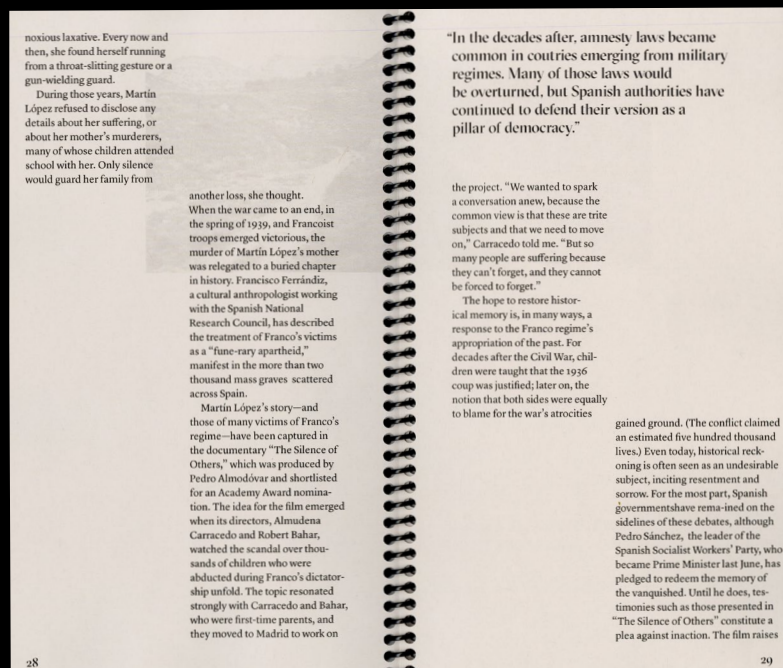 noxious laxative. Every now and
then, she found herself running
from a throat-slitting gesture or a
gun-wielding guard.
During those years, Martín
López refused to disclose any
details about her suffering, or
about her mother's murderers,
many of whose children attended
school with her. Only silence
would guard her family from
another loss, she thought.
When the war came to an end, in
the spring of 1939, and Francoist
troops emerged victorious, the
murder of Martín López's mother
was relegated to a buried chapter
in history. Francisco Ferrándiz,
a cultural anthropologist working
with the Spanish National
Research Council, has described
the treatment of Franco's victims
as a “fune-rary apartheid,”
manifest in the more than two
thousand mass graves scattered
across Spain.
Martín López's story—and
those of many victims of Franco's
regime—have been captured in
the documentary “The Silence of
Others,” which was produced by
Pedro Almodóvar and shortlisted
for an Academy Award nomina-
tion. The idea for the film emerged
when its directors, Almudena
Carracedo and Robert Bahar,
watched the scandal over thou-
sands of children who were
abducted during Franco's dictator-
ship unfold. The topic resonated
strongly with Carracedo and Bahar,
who were first-time parents, and
they moved to Madrid to work on
28
“In the decades after, amnesty laws became
common in coutries emerging from military
regimes. Many of those laws would
be overturned, but Spanish authorities have
continued to defend their version as a
pillar of democracy.”
the project. “We wanted to spark
a conversation anew, because the
common view is that these are trite
subjects and that we need to move
on,” Carracedo told me. “But so
many people are suffering because
they can't forget, and they cannot
be forced to forget.”
The hope to restore histor-
ical memory is, in many ways, a
response to the Franco regime's
appropriation of the past. For
decades after the Civil War, chil-
dren were taught that the 1936
coup was justified; later on, the
notion that both sides were equally
to blame for the war's atrocities
gained ground. (The conflict claimed
an estimated five hundred thousand
lives.) Even today, historical reck-
oning is often seen as an undesirable
subject, inciting resentment and
sorrow. For the most part, Spanish
governmentshave rema-ined on the
sidelines of these debates, although
Pedro Sánchez, the leader of the
Spanish Socialist Workers' Party, who
became Prime Minister last June, has
pledged to redeem the memory of
the vanquished. Until he does, tes-
timonies such as those presented in
“The Silence of Others” constitute a
plea against inaction. The film raises
29